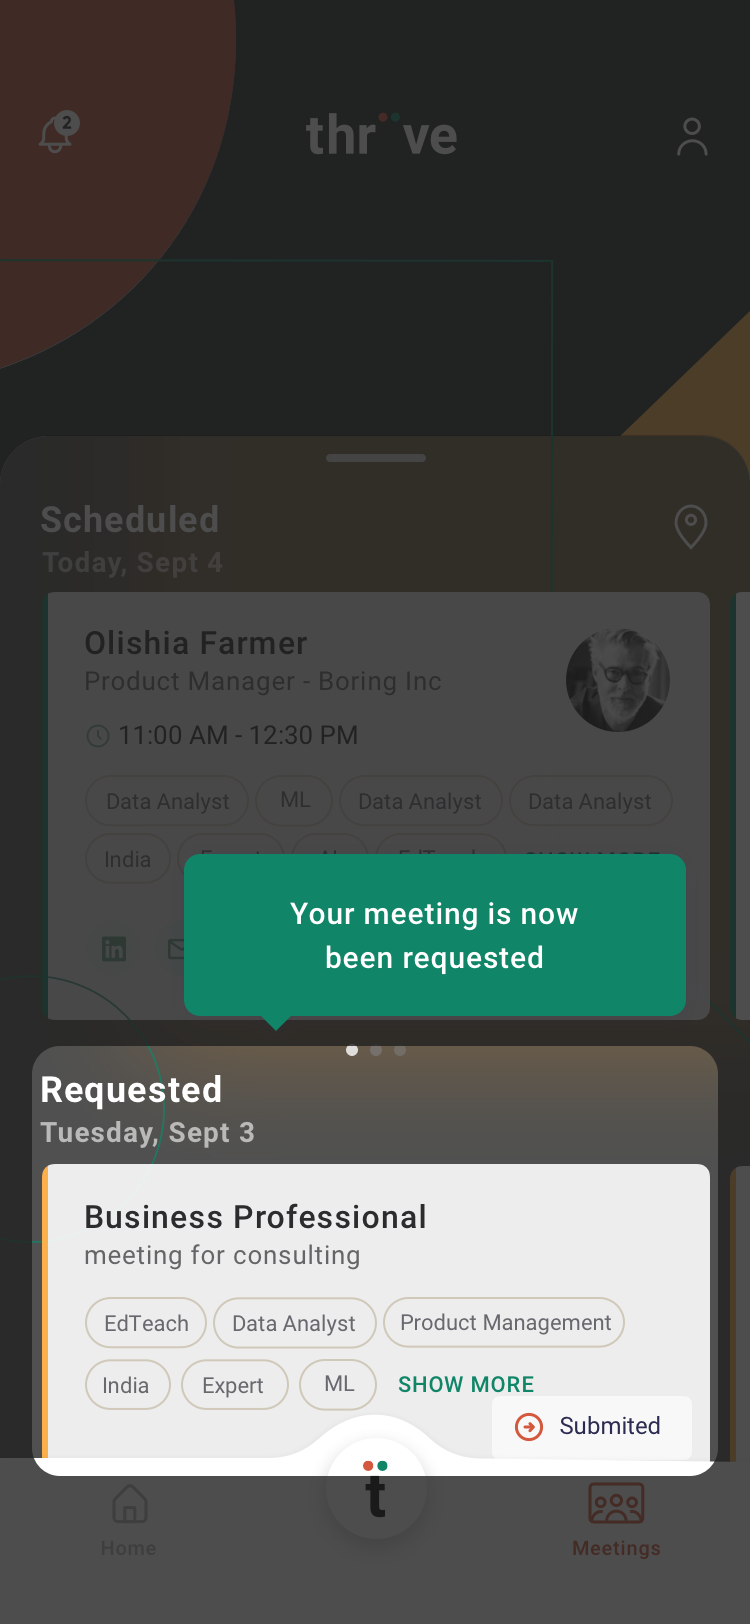 2
thr ve
Scheduled
Today, Sept 4
Olishia Farmer
Product Manager - Boring Inc
11:00 AM - 12:30 PM
Data Analyst ML Data Analyst Data Analyst
India
in
Your meeting is now
been requested
Requested
Tuesday, Sept 3
Business Professional
meeting for consulting
EdTeach Data Analyst Product Management
India Expert ML SHOW MORE
Submited
t
Home Meetings